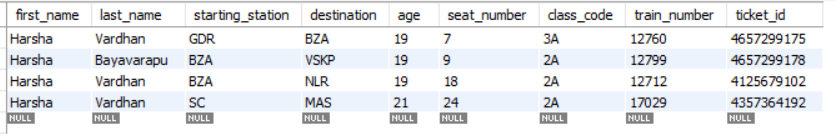 first_name last_name starting_station destination age seat_number class_code train_number ticket_id
Harsha Vardhan GDR BZA 19 7 3A 12760 4657299175
Harsha Bayavarapu BZA VSKP 19 9 2A 12799 4657299178
Harsha Vardhan BZA NLR 19 18 2A 12712 4125679102
Harsha Vardhan SC MAS 21 24 2A 17029 4357364192
NULL NULL NULL NULL NULL NULL NULL NULL NULL